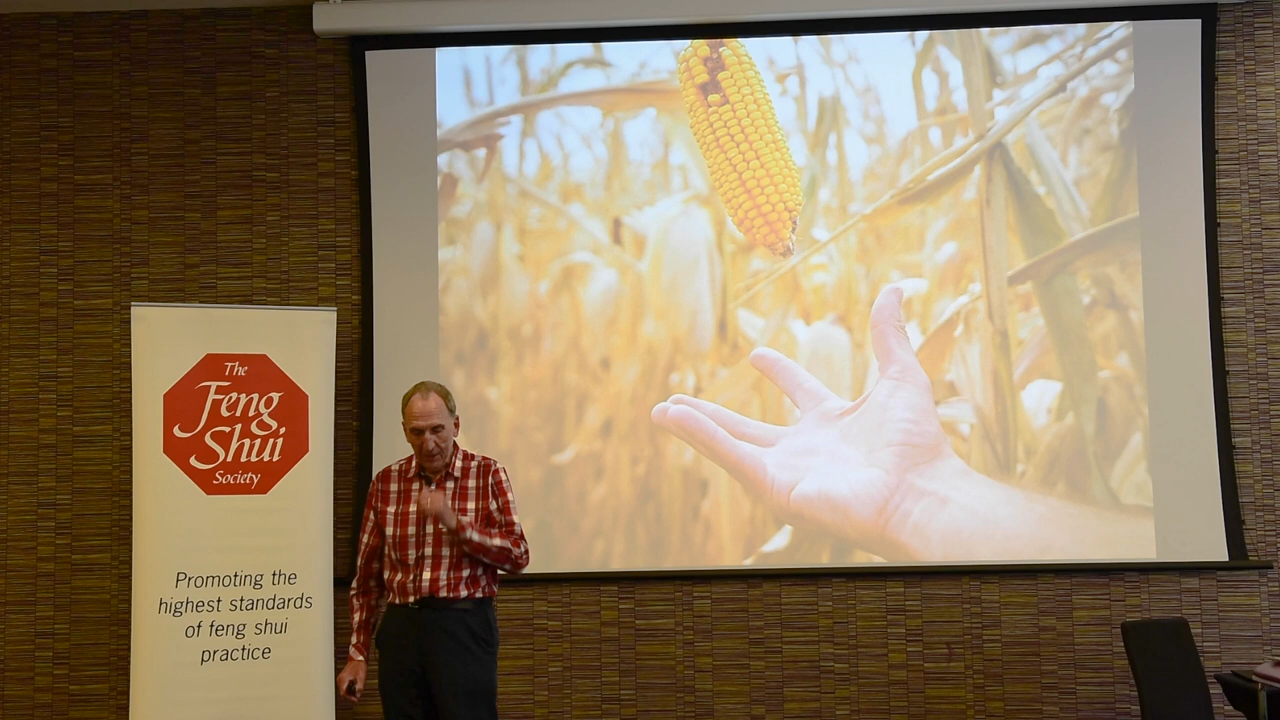 The
Feng
Shui
Society
Promoting the
highest standards
of feng shui
practice